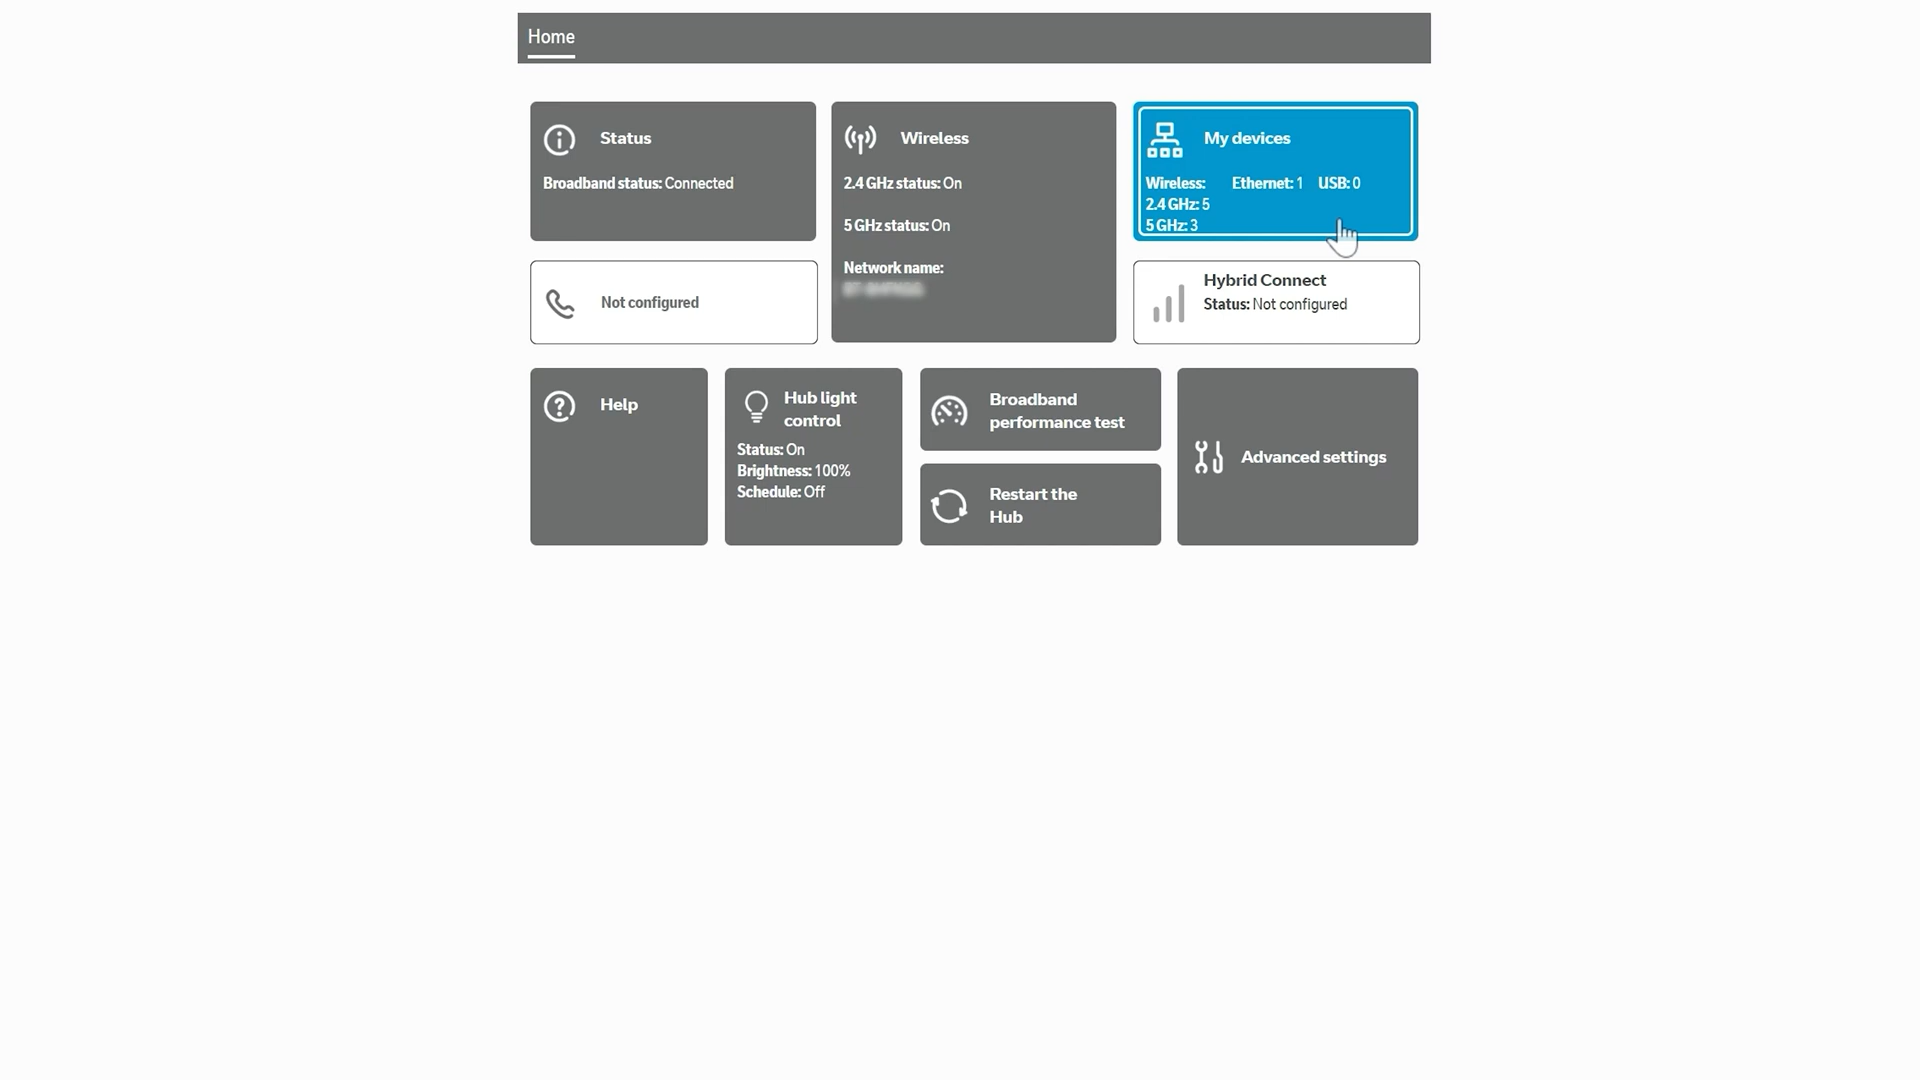 Home
Status
Broadband status: Connected
Wireless
2.4 GHz status: On
5 GHz status: On
Network name:
My devices
Wireless: Ethernet: 1 USB: 0
2.4 GHz: 5
5 GHz: 3
Not configured
Hybrid Connect
Status: Not configured
Help
Hub light
control
Status: On
Brightness: 100%
Schedule: Off
Broadband
performance test
Restart the
Hub
Advanced settings